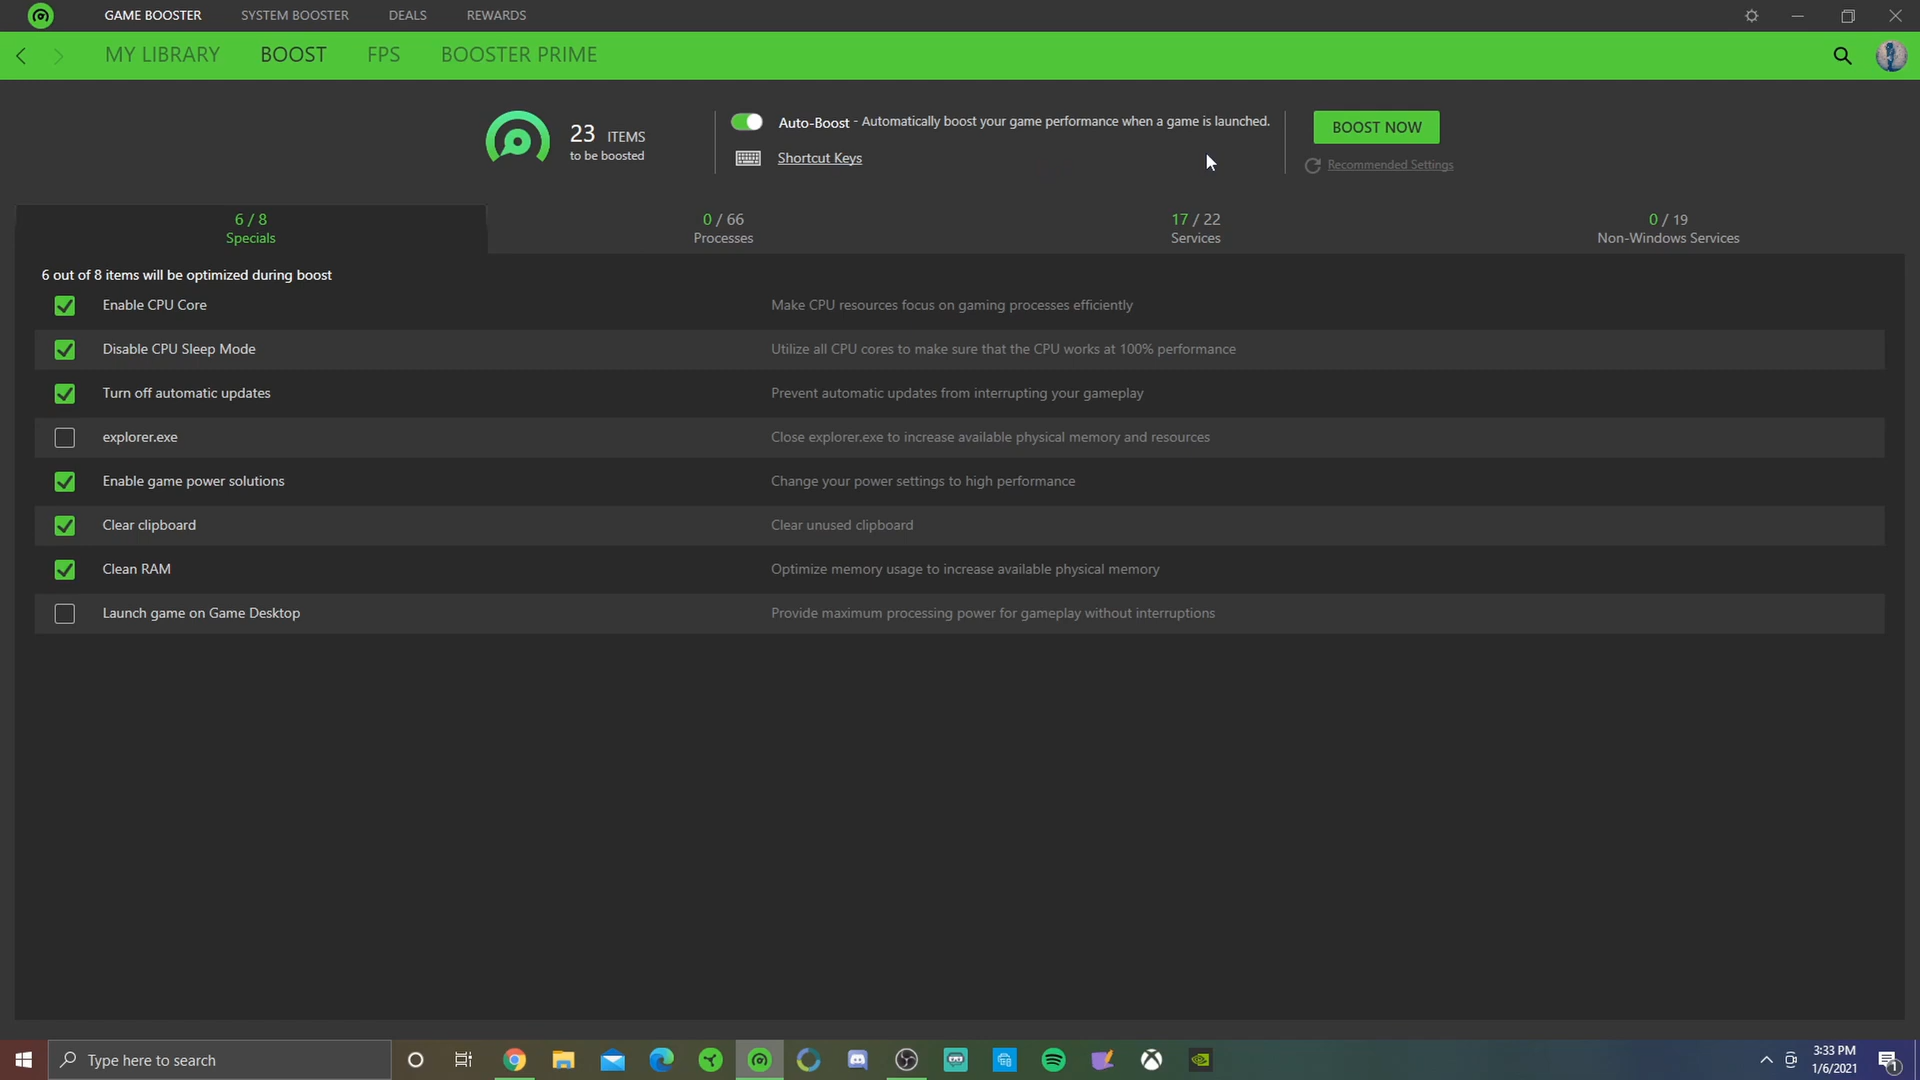 GAME BOOSTER SYSTEM BOOSTER DEALS REWARDS
MY LIBRARY BOOST FPS BOOSTER PRIME
23 ITEMS
to be boosted
Auto-Boost - Automatically boost your game performance when a game is launched.
Shortcut Keys
BOOST NOW
Recommended Settings
6 / 8
Specials
0 / 66
Processes
17 / 22
Services
0 / 19
Non-Windows Services
6 out of 8 items will be optimized during boost
Enable CPU Core Make CPU resources focus on gaming processes efficiently
Disable CPU Sleep Mode Utilize all CPU cores to make sure that the CPU works at 100% performance
Turn off automatic updates Prevent automatic updates from interrupting your gameplay
explorer.exe Close explorer.exe to increase available physical memory and resources
Enable game power solutions Change your power settings to high performance
Clear clipboard Clear unused clipboard
Clean RAM Optimize memory usage to increase available physical memory
Launch game on Game Desktop Provide maximum processing power for gameplay without interruptions
Type here to search
3:33 PM
1/6/2021
1